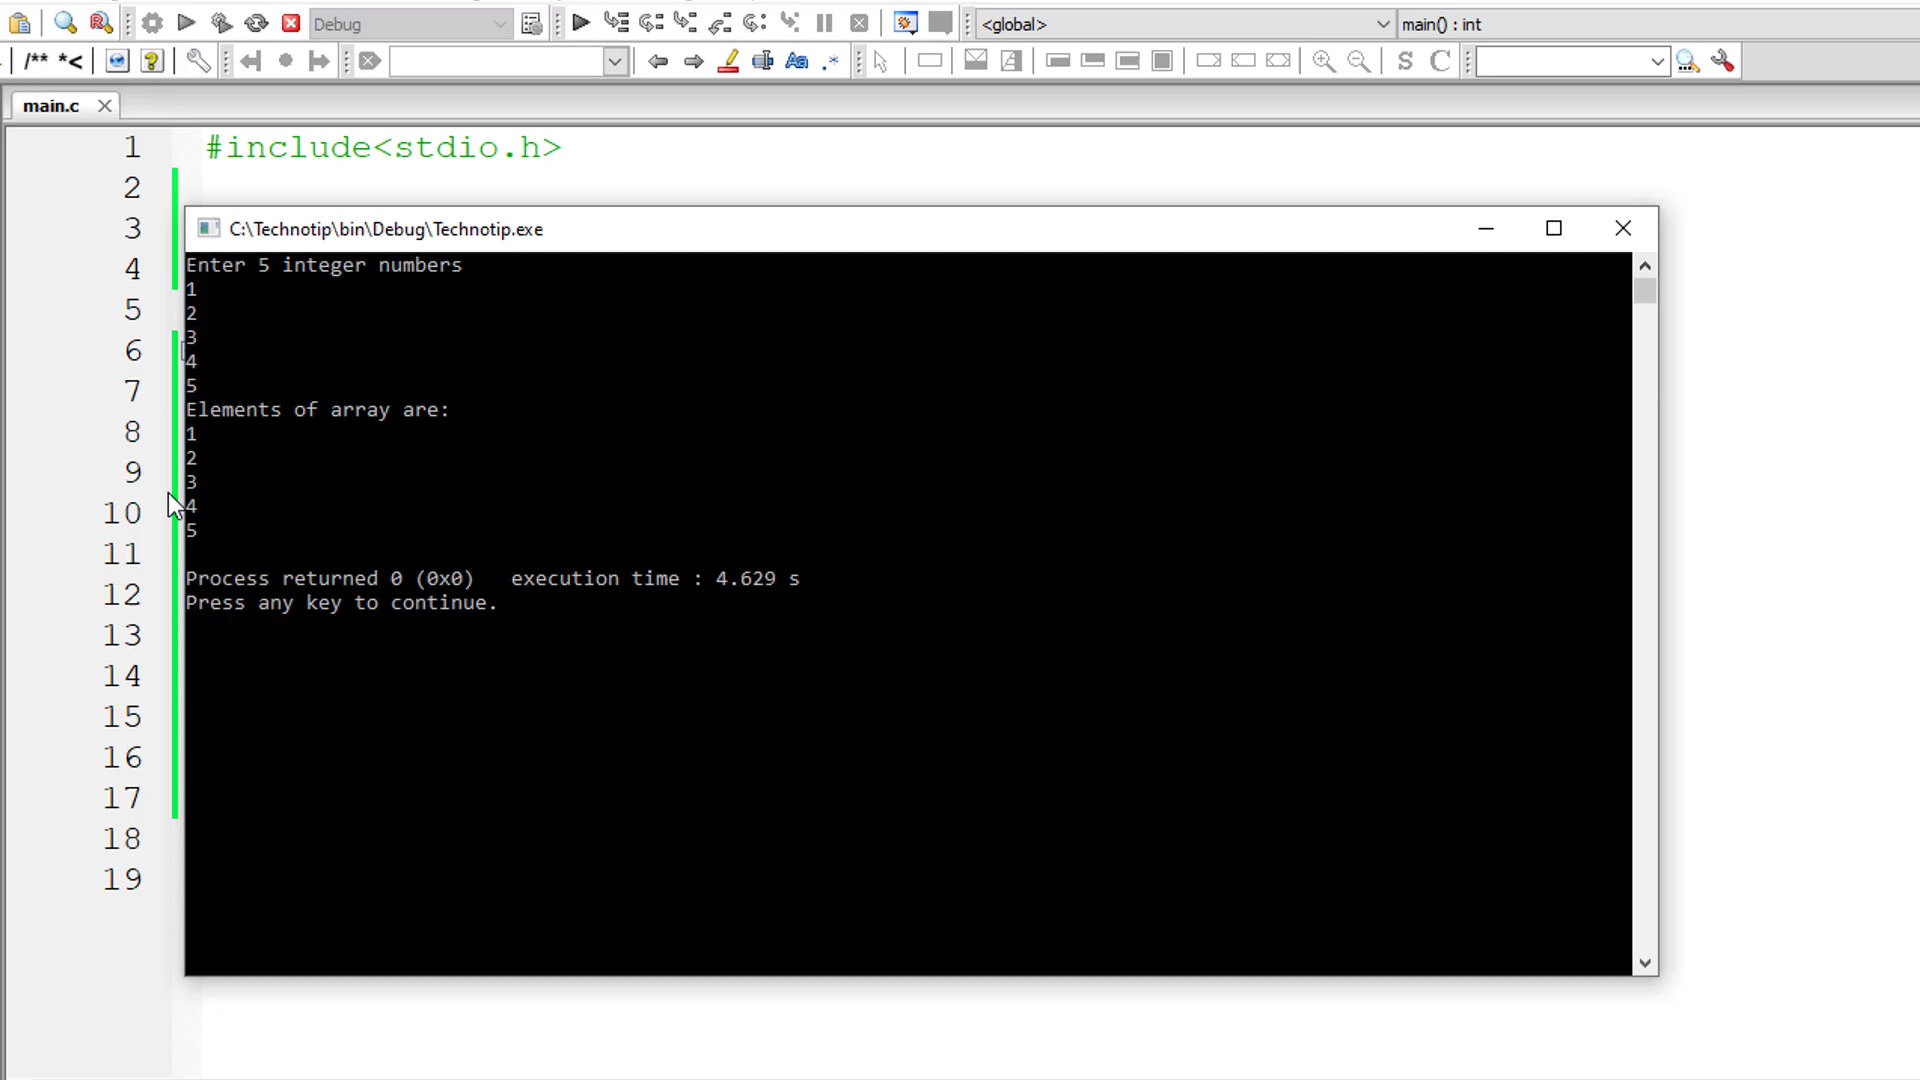 Debug
<global>
main() : int
/** *<
Aa
.*
S
C
main.c
1 #include<stdio.h>
2
3
4
5
6
7
8
9
10
11
12
13
14
15
16
17
18
19
C:\Technotip\bin\Debug\Technotip.exe
Enter 5 integer numbers
1
2
3
4
5
Elements of array are:
1
2
3
4
5
Process returned 0 (0x0)   execution time : 4.629 s
Press any key to continue.